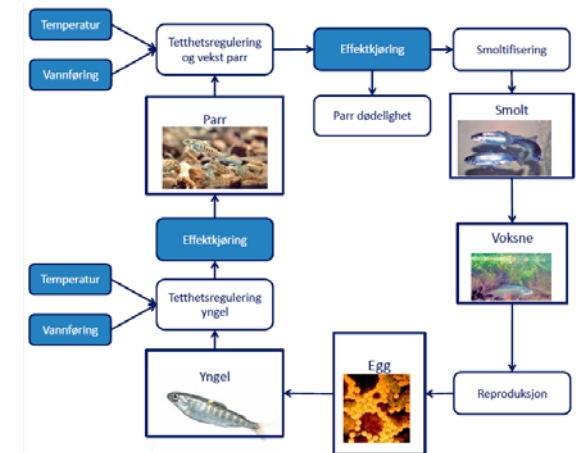 Temperatur
Vannføring
Tetthetsregulering
og vekst parr
Effektkjøring
Smoltifisering
Parr dødelighet
Parr
Smolt
Effektkjøring
Voksne
Temperatur
Vannføring
Tetthetsregulering
yngel
Yngel
Egg
Reproduksjon